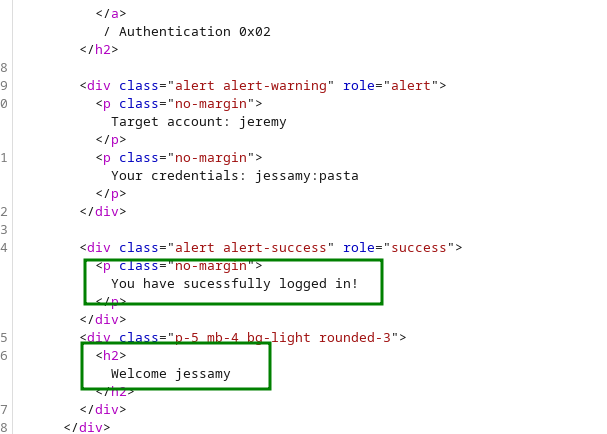 </a>
/ Authentication 0x02
</h2>
8
9 <div class="alert alert-warning" role="alert">
0 <p class="no-margin">
Target account: jeremy
</p>
1 <p class="no-margin">
Your credentials: jessamy:pasta
</p>
2 </div>
3
4 <div class="alert alert-success" role="success">
<p class="no-margin">
You have sucessfully logged in!
</p>
</div>
5 <div class="p-5 mb-4 bg-light rounded-3">
6 <h2>
Welcome jessamy
</h2>
7 </div>
8 </div>